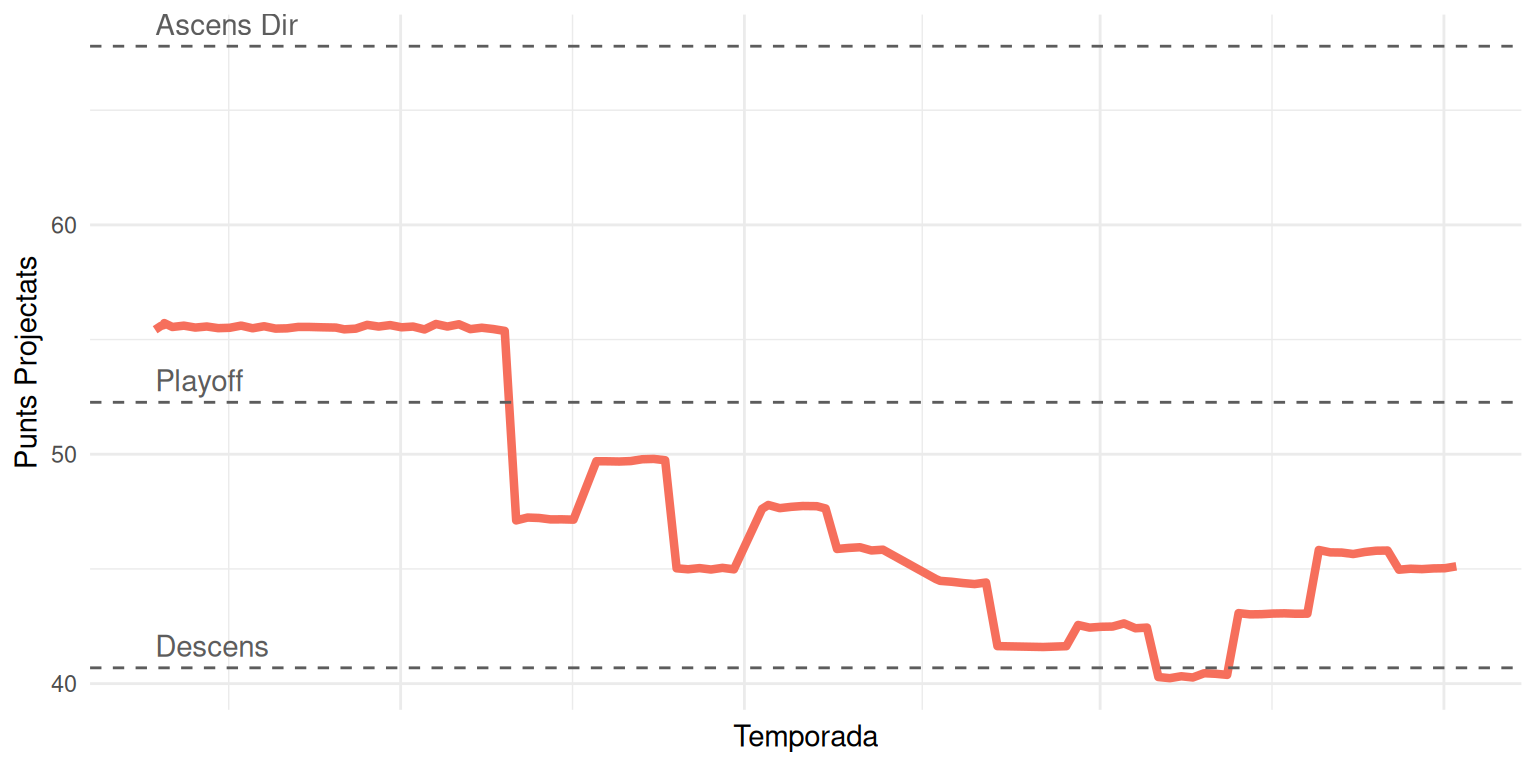 Ascens Dir
60
Playoff
50
Descens
40
Punts Projectats
Temporada